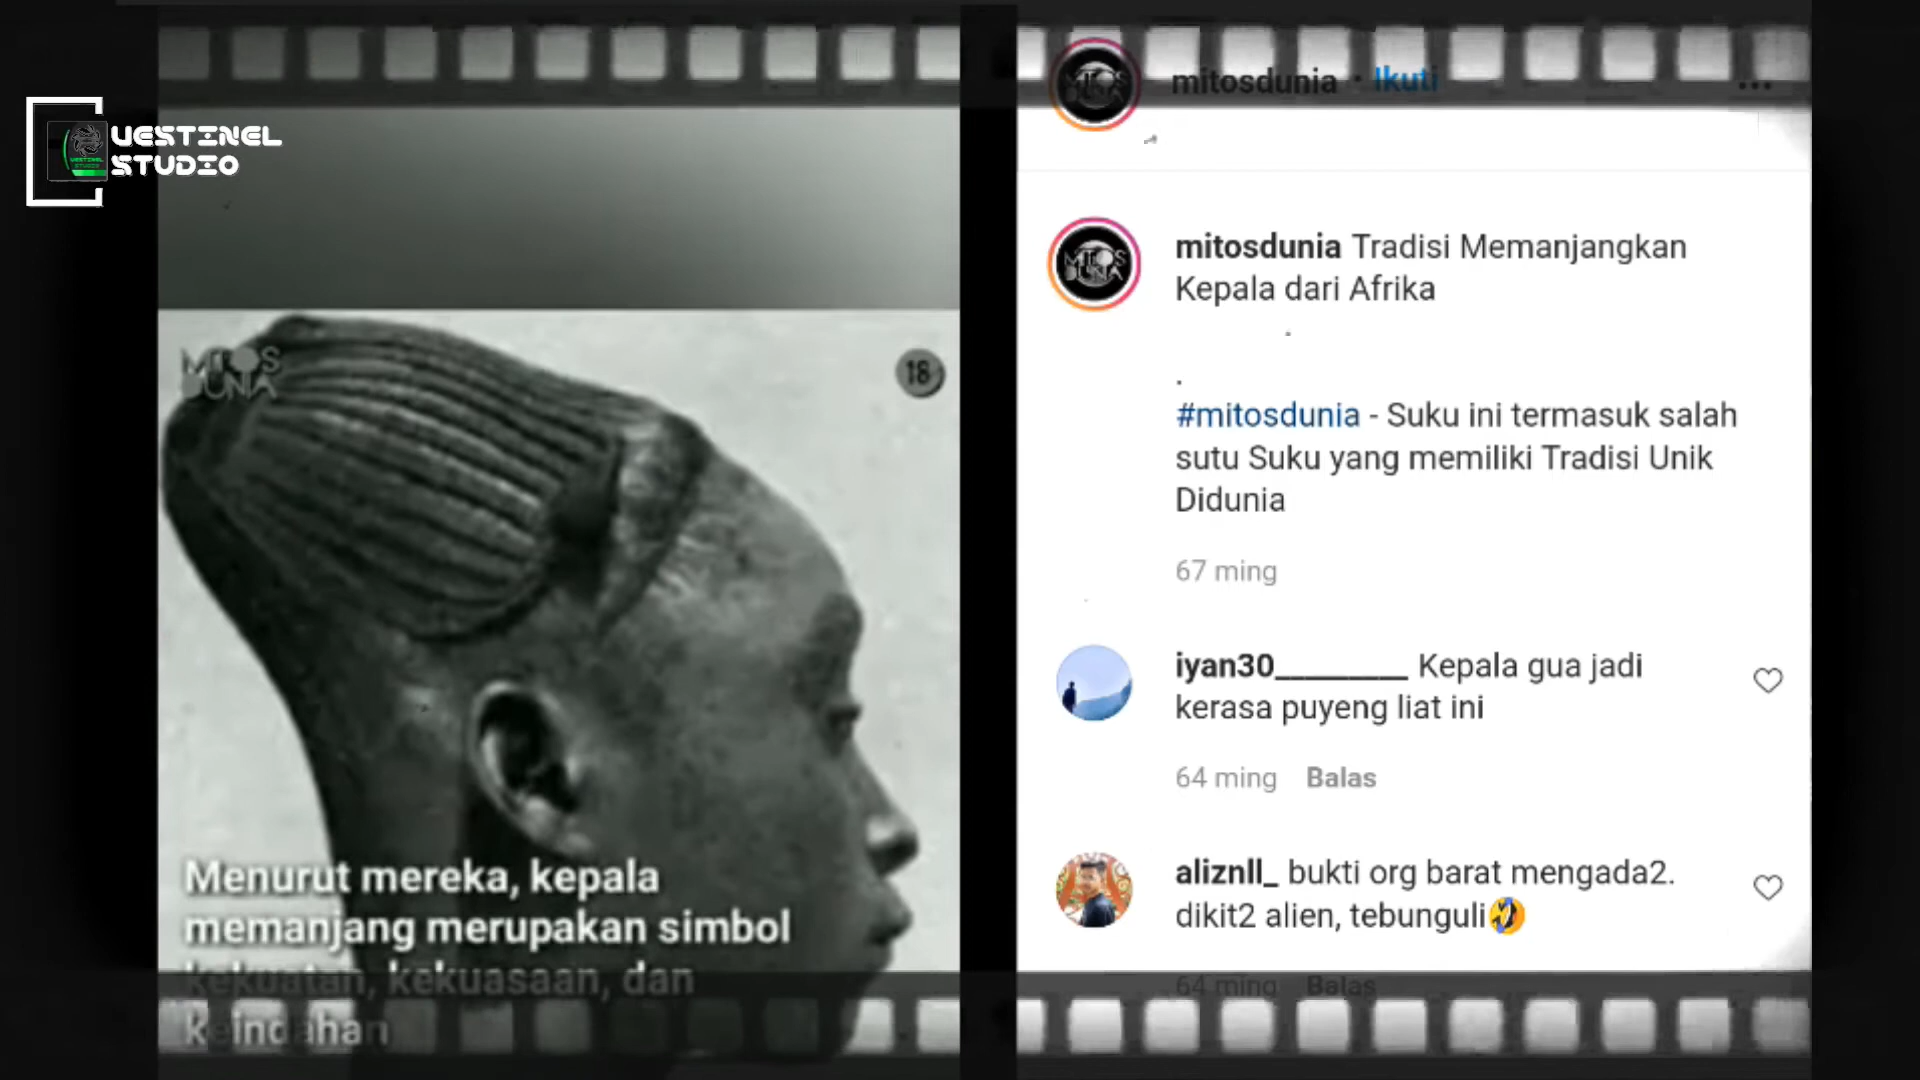 VESTINEL
STUDIO
MITOS
DUNIA
18
Menurut mereka, kepala
memanjang merupakan simbol
kekuatan, kekuasaan, dan
keindahan
mitosdunia • Ikuti
mitosdunia Tradisi Memanjangkan
Kepala dari Afrika
.
#mitosdunia - Suku ini termasuk salah
sutu Suku yang memiliki Tradisi Unik
Didunia
67 ming
iyan30_________ Kepala gua jadi
kerasa puyeng liat ini
64 ming Balas
aliznll_ bukti org barat mengada2.
dikit2 alien, tebunguli🤣
64 ming Balas